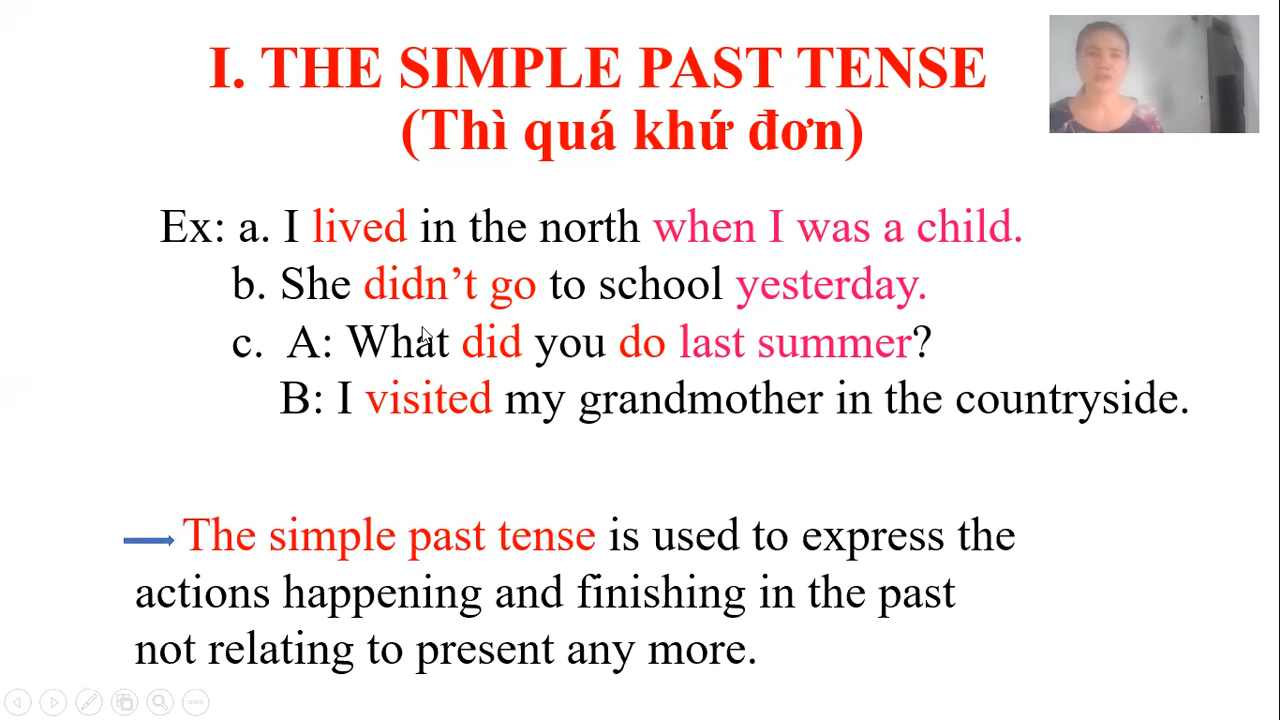 I. THE SIMPLE PAST TENSE
(Thì quá khứ đơn)
Ex: a. I lived in the north when I was a child.
b. She didn’t go to school yesterday.
c. A: What did you do last summer?
B: I visited my grandmother in the countryside.
The simple past tense is used to express the
actions happening and finishing in the past
not relating to present any more.